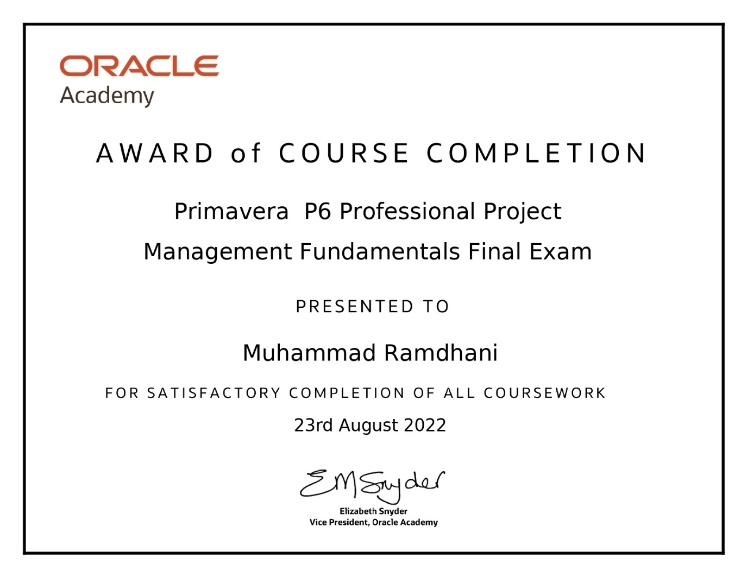 ORACLE
Academy
AWARD of COURSE COMPLETION
Primavera  P6 Professional Project
Management Fundamentals Final Exam
PRESENTED TO
Muhammad Ramdhani
FOR SATISFACTORY COMPLETION OF ALL COURSEWORK
23rd August 2022
EMSnyder
Elizabeth Snyder
Vice President, Oracle Academy